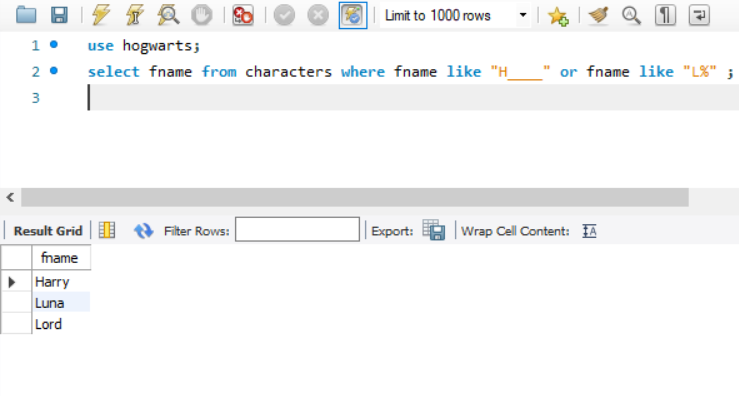 Limit to 1000 rows
1 use hogwarts;
2 select fname from characters where fname like "H____" or fname like "L%" ;
3
Result Grid Filter Rows: Export: Wrap Cell Content: IA
fname
Harry
Luna
Lord